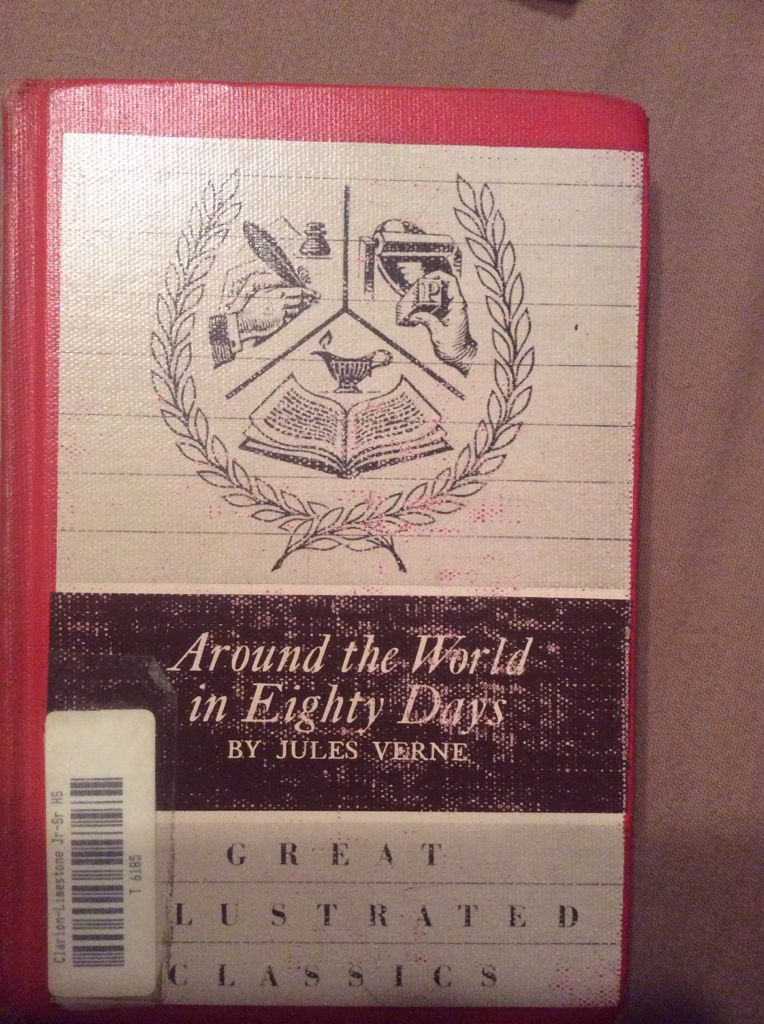 P
Around the World
in Eighty Days
BY JULES VERNE
GREAT
LUSTRATED
CLASSICS
Clarion-Limestone Jr-Sr HS
T 6185